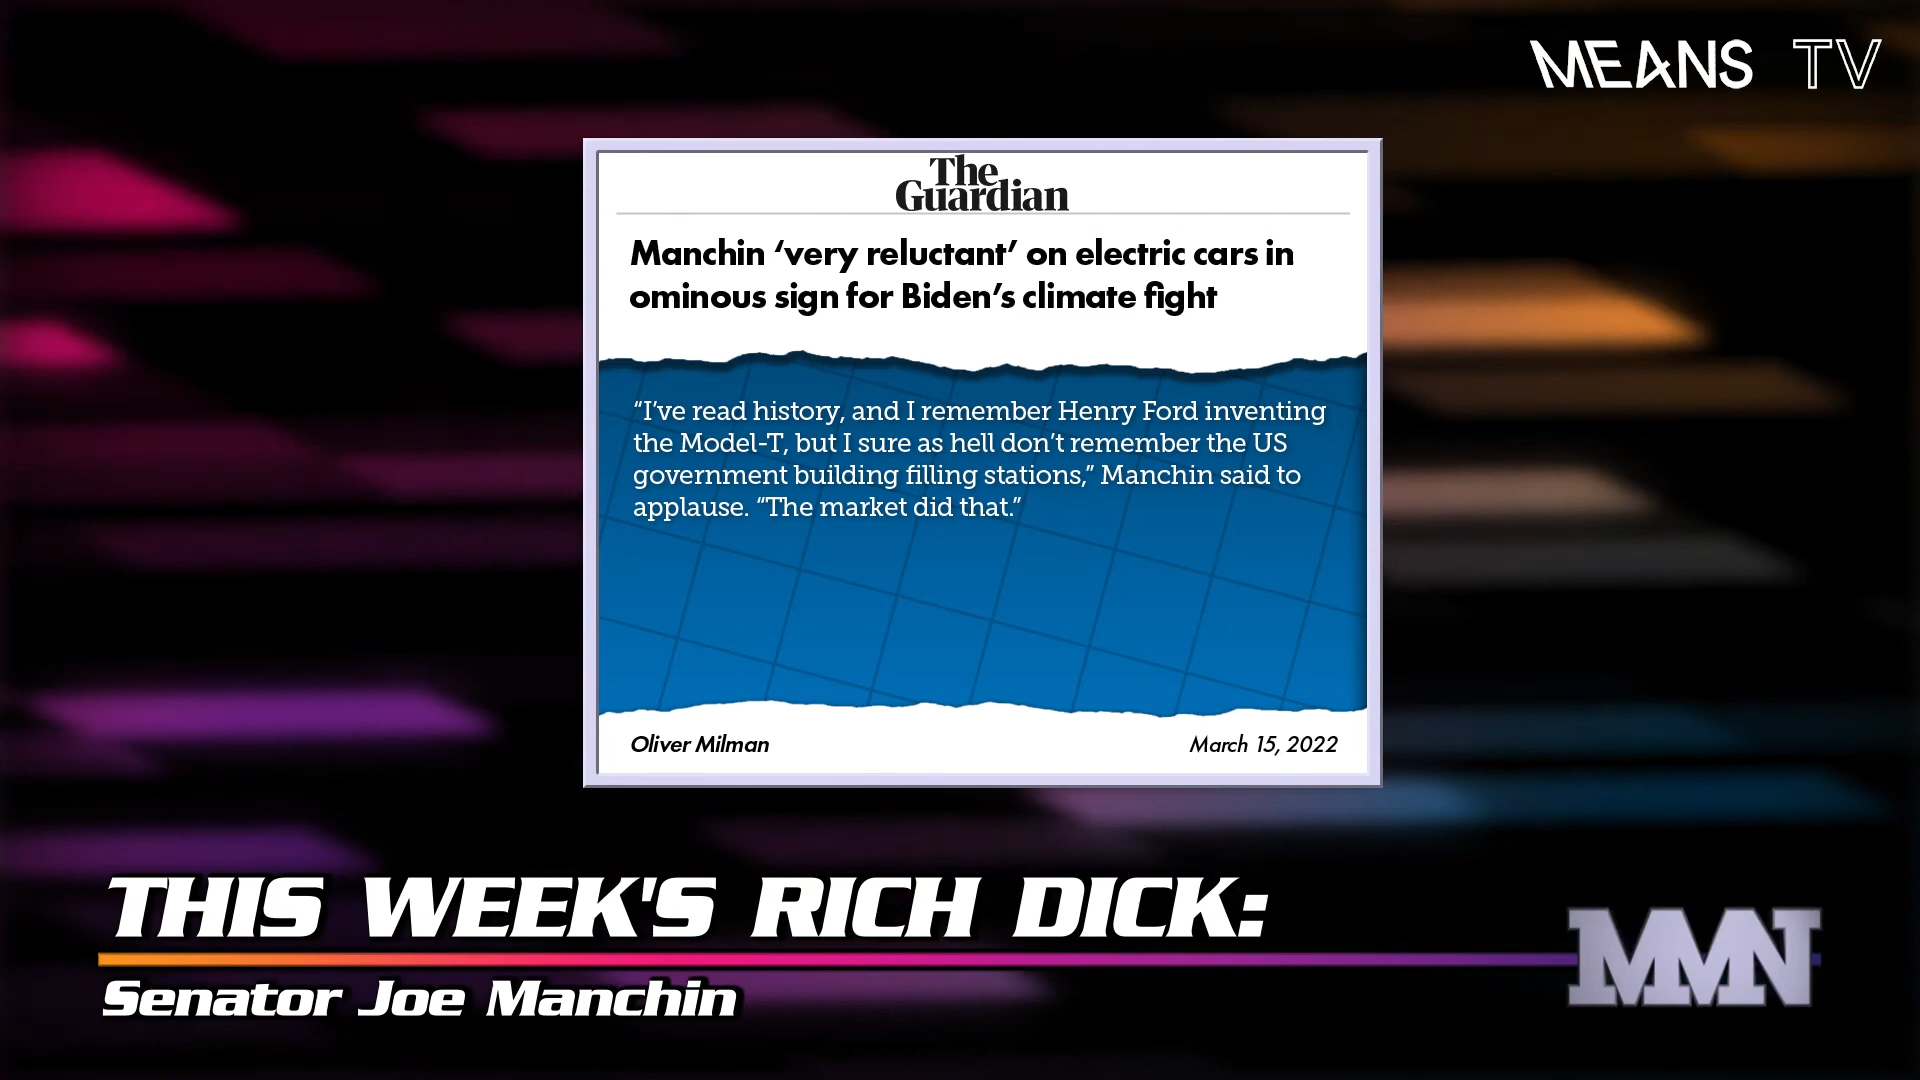 MEANS TV
The
Guardian
Manchin ‘very reluctant’ on electric cars in
ominous sign for Biden’s climate fight
“I’ve read history, and I remember Henry Ford inventing
the Model-T, but I sure as hell don’t remember the US
government building filling stations,” Manchin said to
applause. “The market did that.”
Oliver Milman March 15, 2022
THIS WEEK'S RICH DICK:
Senator Joe Manchin
MMN